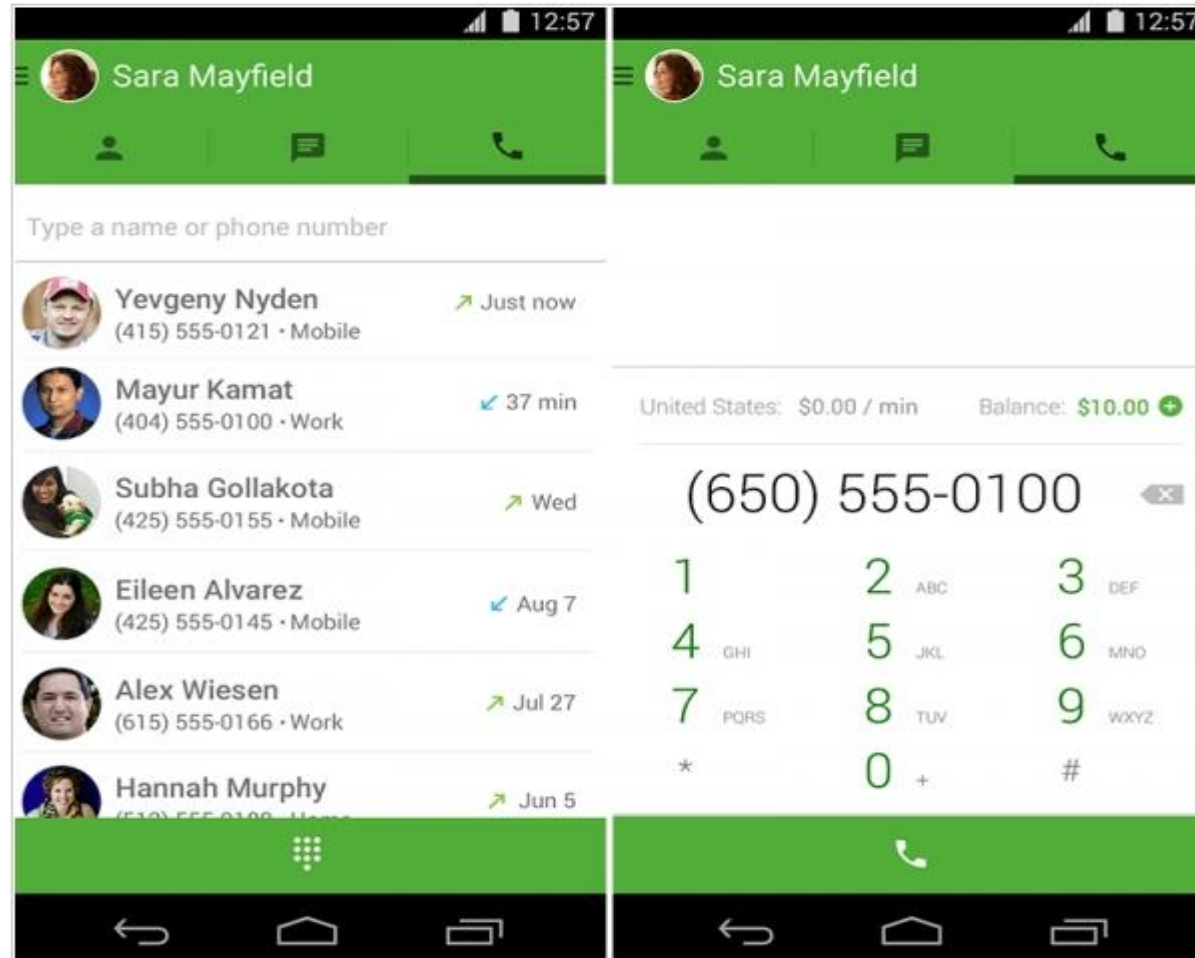 12:57
Sara Mayfield
Type a name or phone number
Yevgeny Nyden
Just now
(415) 555-0121 · Mobile
Mayur Kamat
37 min
(404) 555-0100 · Work
Subha Gollakota
Wed
(425) 555-0155 · Mobile
Eileen Alvarez
Aug 7
(425) 555-0145 · Mobile
Alex Wiesen
Jul 27
(615) 555-0166 · Work
Hannah Murphy
Jun 5
12:57
Sara Mayfield
United States: $0.00 / min Balance: $10.00
(650) 555-0100
1 2 ABC 3 DEF
4 GHI 5 JKL 6 MNO
7 PQRS 8 TUV 9 WXYZ
* 0 + #